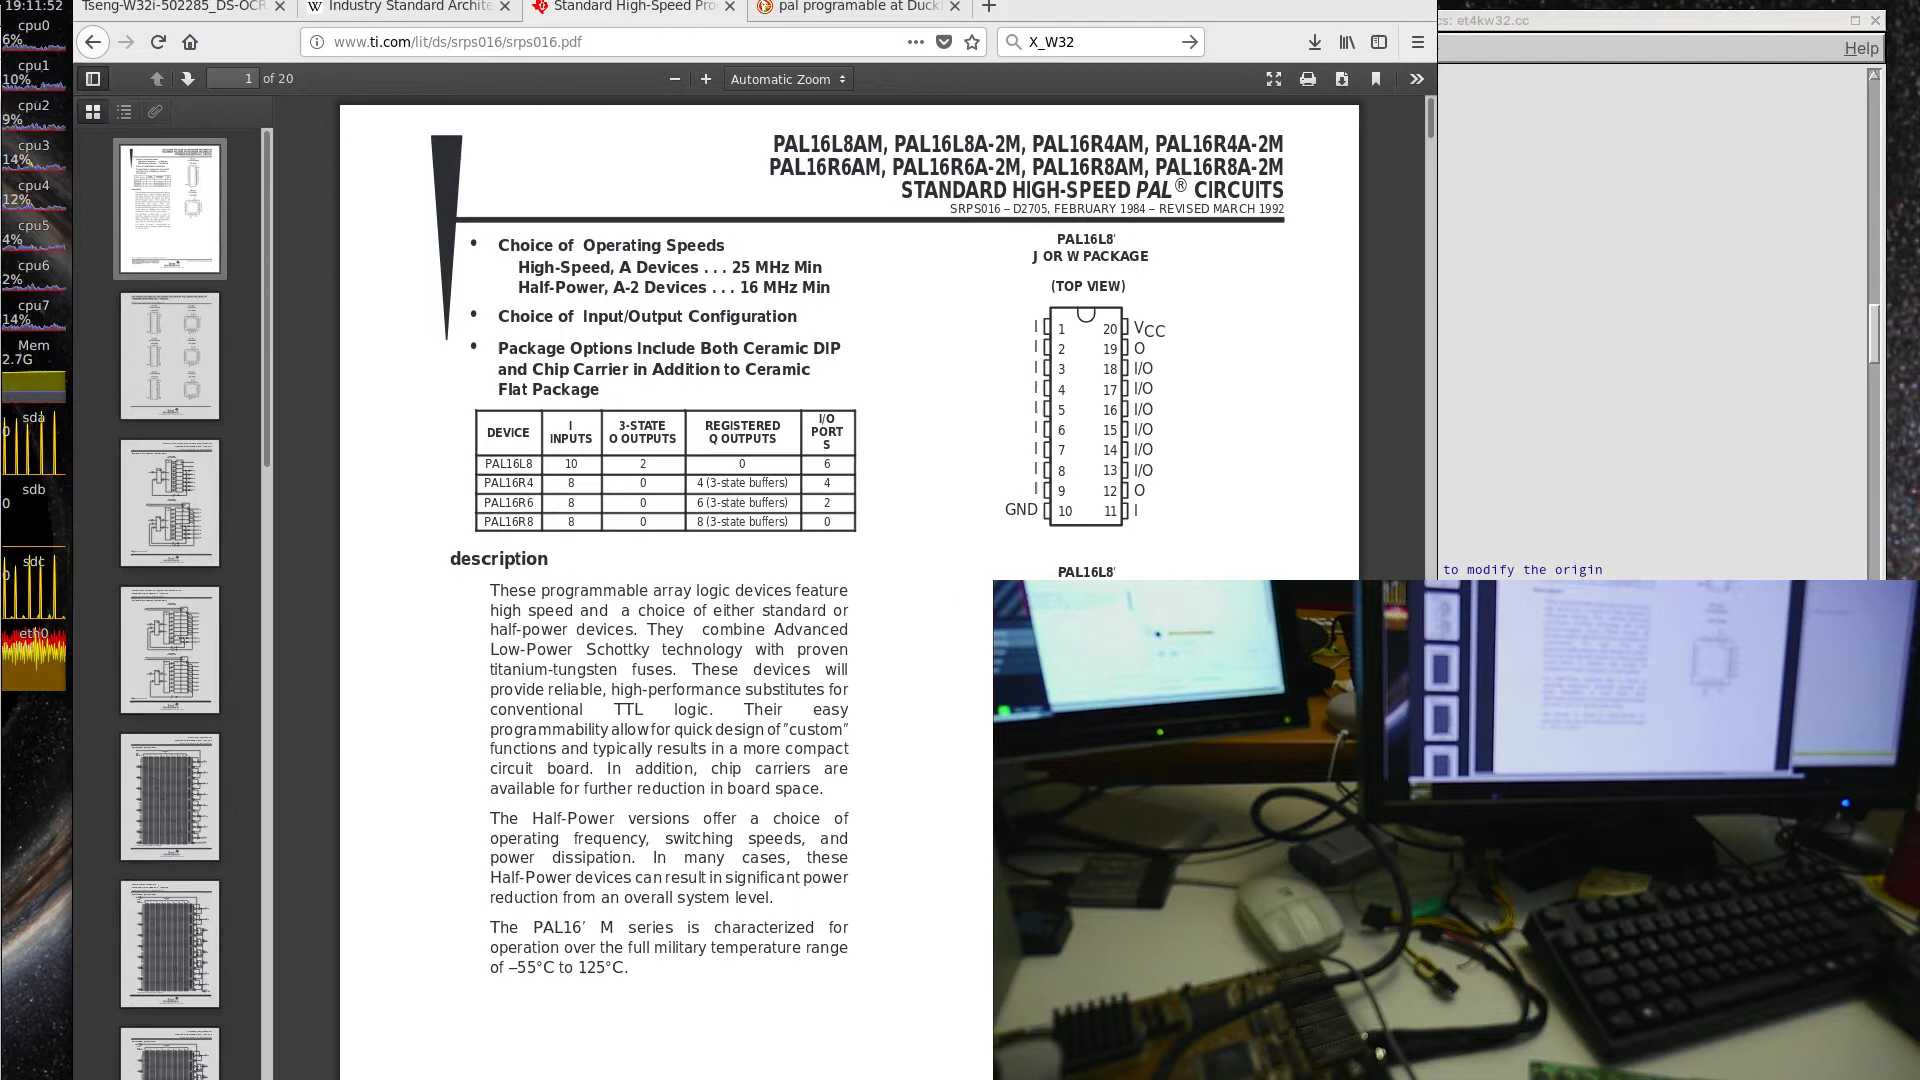 19:11:52
cpu0
6%
cpu1
10%
cpu2
9%
cpu3
14%
cpu4
12%
cpu5
4%
cpu6
2%
cpu7
14%
Mem
2.7G
sda
0
sdb
0
sdc
0
eth0
Tseng-W32i-502285_DS-OCR
Industry Standard Archite
Standard High-Speed Pro
pal programable at Duck
cs: et4kw32.cc
www.ti.com/lit/ds/srps016/srps016.pdf
X_W32
Help
1 of 20
Automatic Zoom
PAL16L8AM, PAL16L8A-2M, PAL16R4AM, PAL16R4A-2M
PAL16R6AM, PAL16R6A-2M, PAL16R8AM, PAL16R8A-2M
STANDARD HIGH-SPEED PAL® CIRCUITS
SRPS016 – D2705, FEBRUARY 1984 – REVISED MARCH 1992
• Choice of Operating Speeds
High-Speed, A Devices . . . 25 MHz Min
Half-Power, A-2 Devices . . . 16 MHz Min
• Choice of Input/Output Configuration
• Package Options Include Both Ceramic DIP
and Chip Carrier in Addition to Ceramic
Flat Package
DEVICE | I INPUTS | 3-STATE O OUTPUTS | REGISTERED Q OUTPUTS | I/O PORT S
PAL16L8 | 10 | 2 | 0 | 6
PAL16R4 | 8 | 0 | 4 (3-state buffers) | 4
PAL16R6 | 8 | 0 | 6 (3-state buffers) | 2
PAL16R8 | 8 | 0 | 8 (3-state buffers) | 0
description
These programmable array logic devices feature
high speed and a choice of either standard or
half-power devices. They combine Advanced
Low-Power Schottky technology with proven
titanium-tungsten fuses. These devices will
provide reliable, high-performance substitutes for
conventional TTL logic. Their easy
programmability allow for quick design of "custom"
functions and typically results in a more compact
circuit board. In addition, chip carriers are
available for further reduction in board space.
The Half-Power versions offer a choice of
operating frequency, switching speeds, and
power dissipation. In many cases, these
Half-Power devices can result in significant power
reduction from an overall system level.
The PAL16′ M series is characterized for
operation over the full military temperature range
of –55°C to 125°C.
PAL16L8′
J OR W PACKAGE
(TOP VIEW)
I 1 20 VCC
I 2 19 O
I 3 18 I/O
I 4 17 I/O
I 5 16 I/O
I 6 15 I/O
I 7 14 I/O
I 8 13 I/O
I 9 12 O
GND 10 11 I
PAL16L8′
to modify the origin